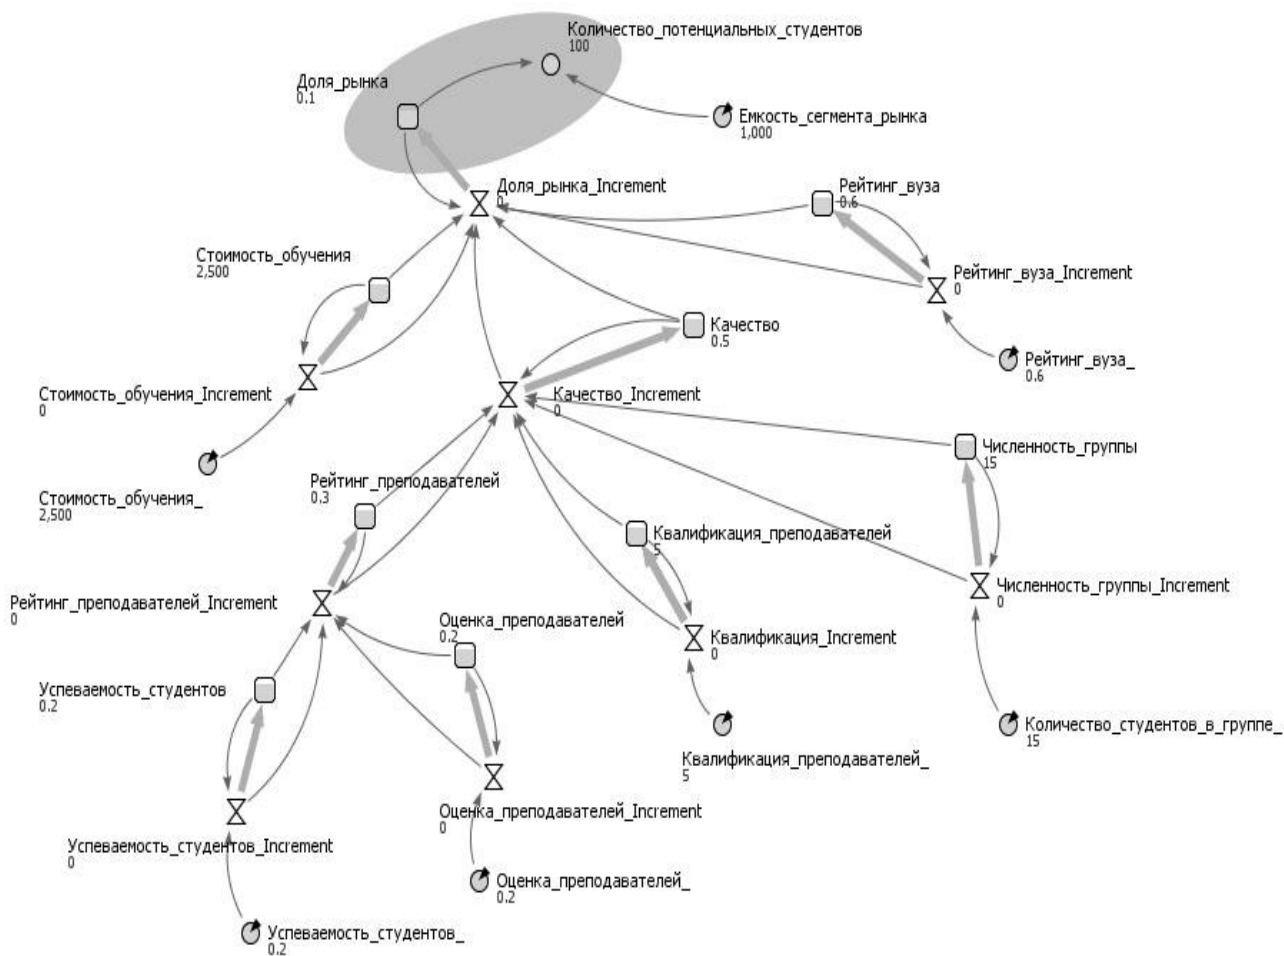 Количество_потенциальных_студентов
100
Доля_рынка
0.1
Емкость_сегмента_рынка
1,000
Доля_рынка_Increment
0
Рейтинг_вуза
0.6
Стоимость_обучения
2,500
Рейтинг_вуза_Increment
0
Качество
0.5
Рейтинг_вуза_
0.6
Стоимость_обучения_Increment
0
Качество_Increment
0
Численность_группы
15
Рейтинг_преподавателей
0.3
Стоимость_обучения_
2,500
Квалификация_преподавателей
5
Численность_группы_Increment
0
Рейтинг_преподавателей_Increment
0
Оценка_преподавателей
0.2
Квалификация_Increment
0
Успеваемость_студентов
0.2
Количество_студентов_в_группе_
15
Квалификация_преподавателей_
5
Оценка_преподавателей_Increment
0
Успеваемость_студентов_Increment
0
Оценка_преподавателей_
0.2
Успеваемость_студентов_
0.2